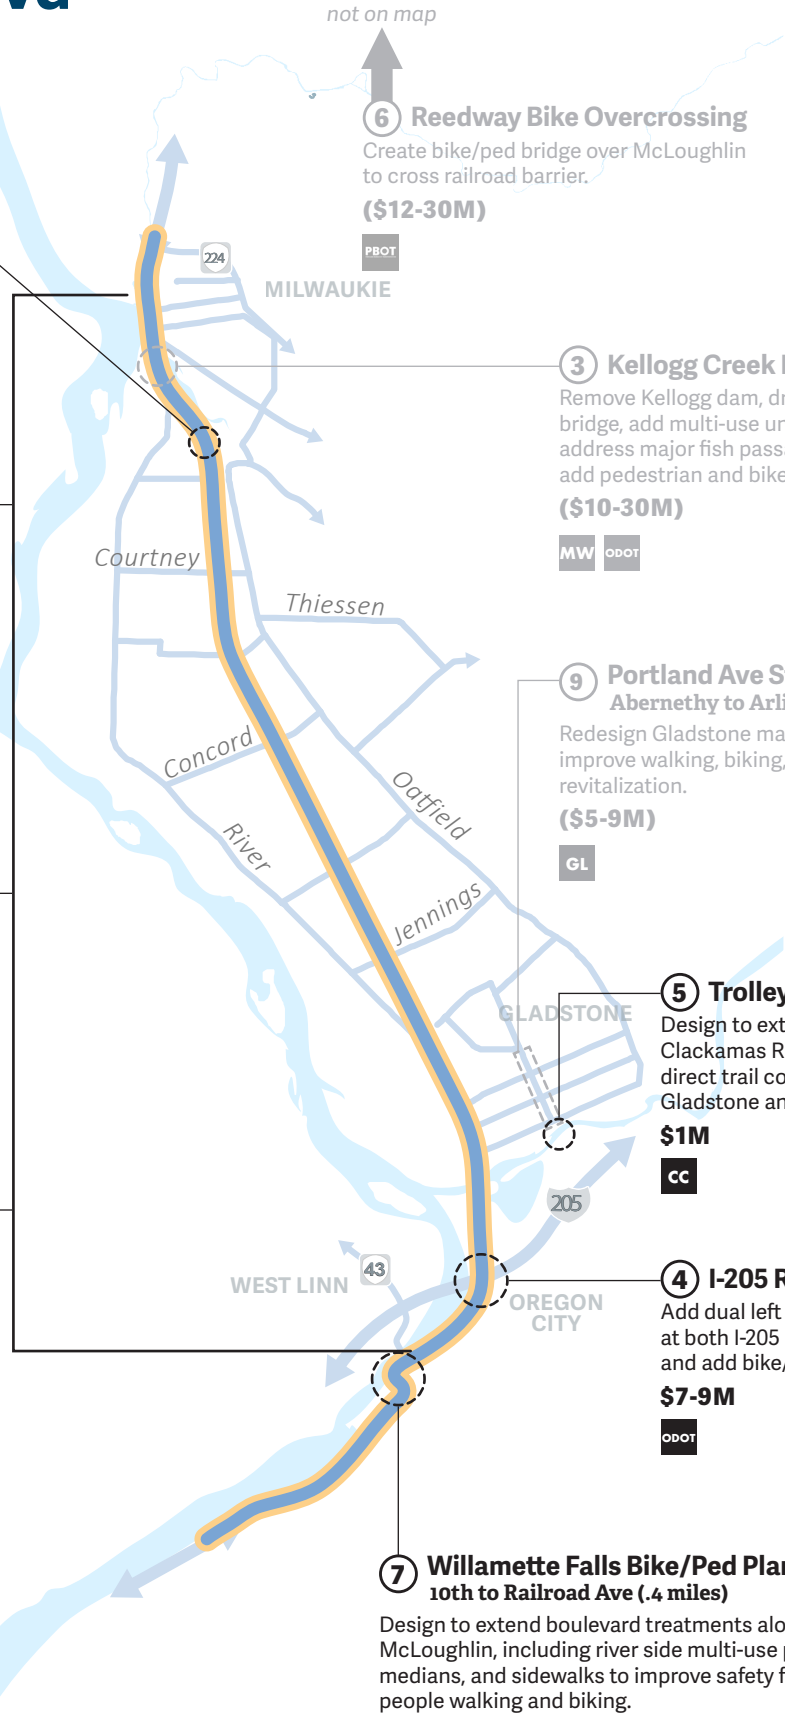 not on map
6 Reedway Bike Overcrossing
Create bike/ped bridge over McLoughlin
to cross railroad barrier.
($12-30M)
PBOT
224
MILWAUKIE
3 Kellogg Creek
Remove Kellogg dam,
bridge, add multi-use
address major fish
add pedestrian and bike
($10-30M)
MW ODOT
Courtney
Thiessen
9 Portland Ave
Abernethy to
Redesign Gladstone
improve walking, biking,
revitalization.
($5-9M)
GL
Concord
Oatfield
River
Jennings
GLADSTONE
5 Trolley
Design to
Clackamas
direct trail
Gladstone
$1M
CC
205
43
WEST LINN
OREGON
CITY
4 I-205
Add dual left
at both I-205
and add bike/
$7-9M
ODOT
7 Willamette Falls Bike/Ped
10th to Railroad Ave (.4 miles)
Design to extend boulevard treatments
McLoughlin, including river side multi-use
medians, and sidewalks to improve safety
people walking and biking.